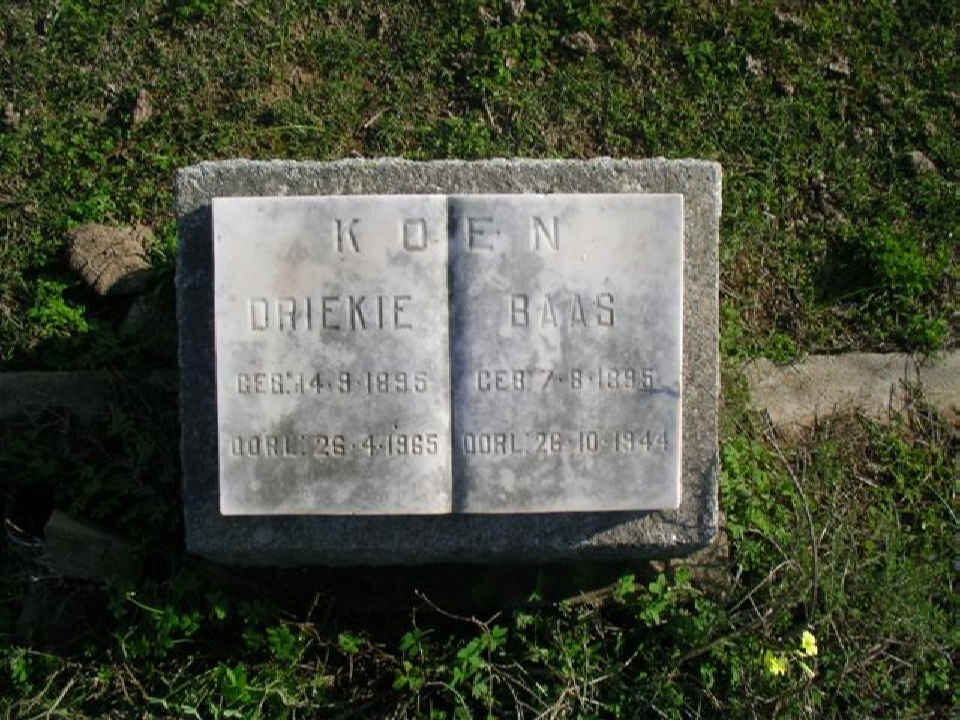 KOEN
DRIEKIE
GEB. 14·9·1895
OORL. 26·4·1965
BAAS
GEB. 7·8·1895
OORL. 26·10·1944